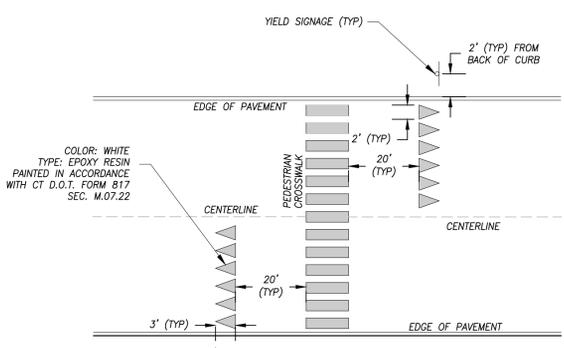 YIELD SIGNAGE (TYP)
2' (TYP) FROM
BACK OF CURB
EDGE OF PAVEMENT
2' (TYP)
COLOR: WHITE
TYPE: EPOXY RESIN
PAINTED IN ACCORDANCE
WITH CT D.O.T. FORM 817
SEC. M.07.22
PEDESTRIAN
CROSSWALK
20'
(TYP)
CENTERLINE
CENTERLINE
20'
(TYP)
3' (TYP)
EDGE OF PAVEMENT